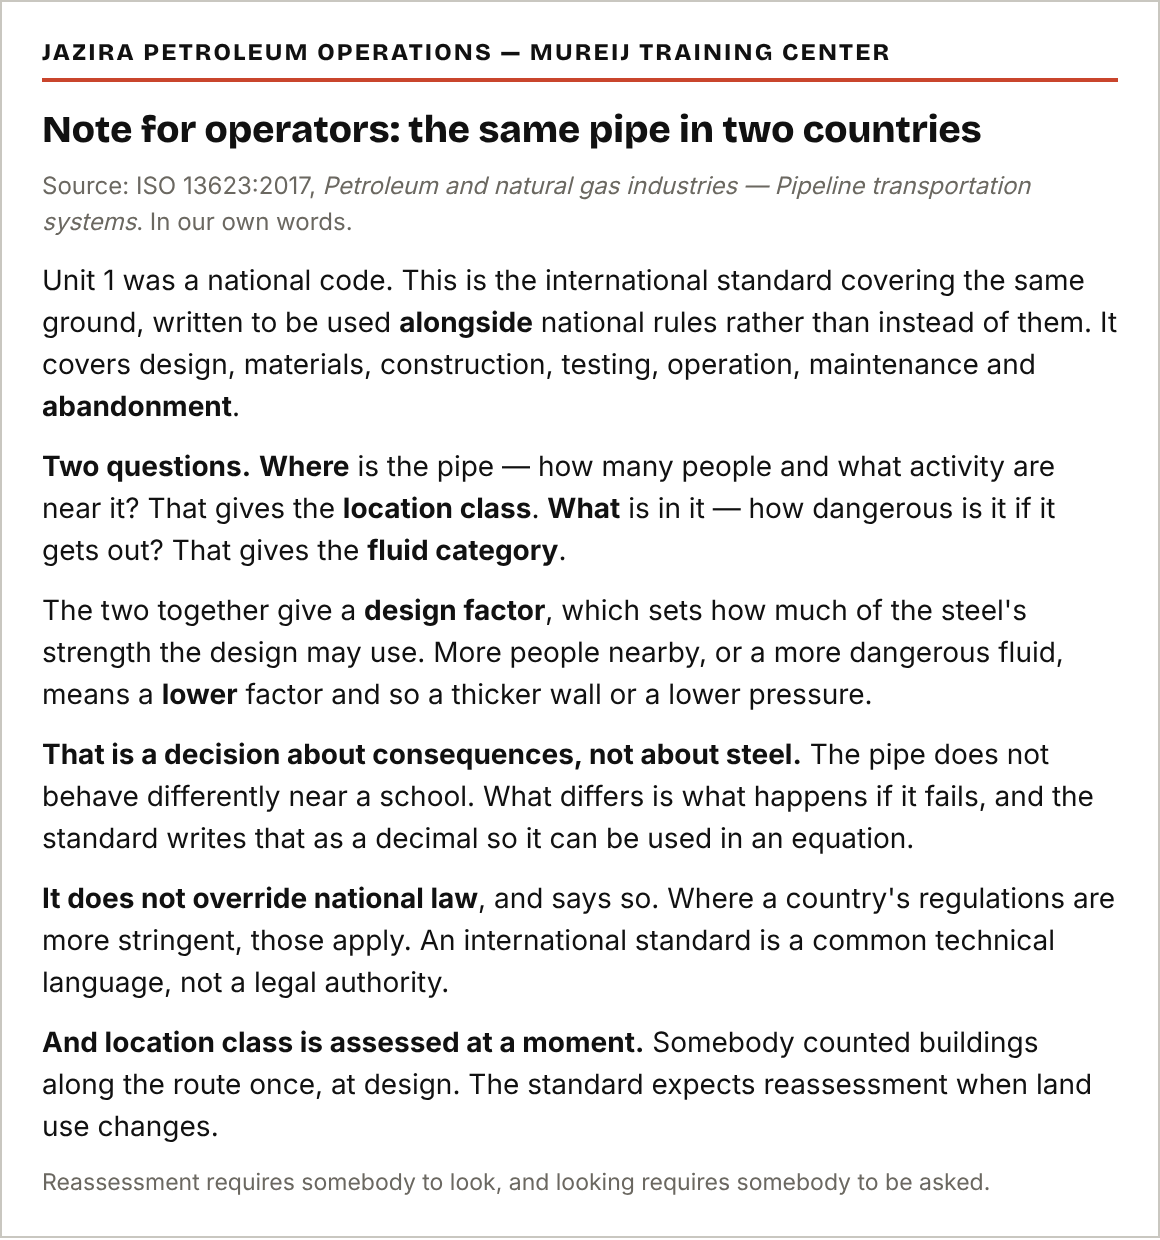 JAZIRA PETROLEUM OPERATIONS — MUREIJ TRAINING CENTER
Note for operators: the same pipe in two countries
Source: ISO 13623:2017, Petroleum and natural gas industries — Pipeline transportation
systems. In our own words.
Unit 1 was a national code. This is the international standard covering the same
ground, written to be used alongside national rules rather than instead of them. It
covers design, materials, construction, testing, operation, maintenance and
abandonment.
Two questions. Where is the pipe — how many people and what activity are
near it? That gives the location class. What is in it — how dangerous is it if it
gets out? That gives the fluid category.
The two together give a design factor, which sets how much of the steel's
strength the design may use. More people nearby, or a more dangerous fluid,
means a lower factor and so a thicker wall or a lower pressure.
That is a decision about consequences, not about steel. The pipe does not
behave differently near a school. What differs is what happens if it fails, and the
standard writes that as a decimal so it can be used in an equation.
It does not override national law, and says so. Where a country's regulations are
more stringent, those apply. An international standard is a common technical
language, not a legal authority.
And location class is assessed at a moment. Somebody counted buildings
along the route once, at design. The standard expects reassessment when land
use changes.
Reassessment requires somebody to look, and looking requires somebody to be asked.